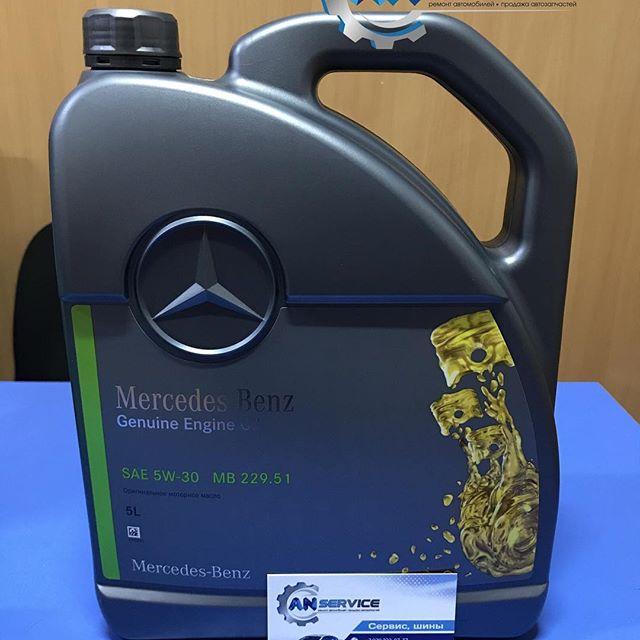 ремонт автомобилей • продажа автозапчастей
Mercedes-Benz
Genuine Engine Oil
SAE 5W-30 MB 229.51
Оригинальное моторное масло
5L
Mercedes-Benz
AN SERVICE
Сервис, шины